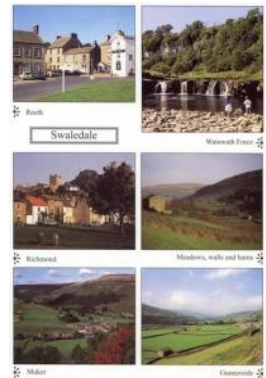 Reeth
Wainwath Force
Swaledale
Richmond
Meadows, walls and barns
Muker
Gunnerside